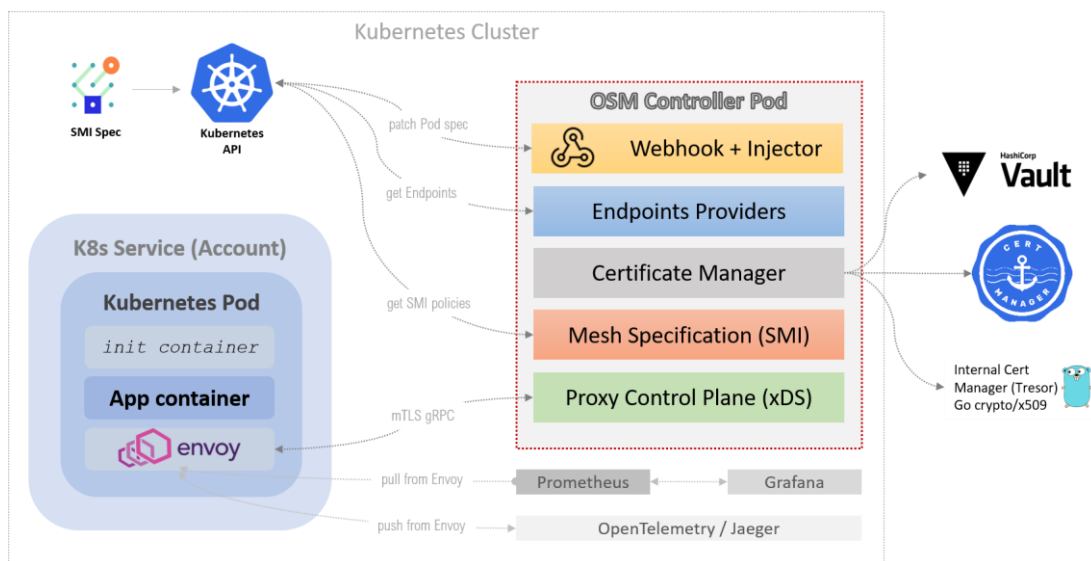 Kubernetes Cluster
SMI Spec
Kubernetes
API
patch Pod spec
get Endpoints
get SMI policies
OSM Controller Pod
Webhook + Injector
Endpoints Providers
Certificate Manager
Mesh Specification (SMI)
Proxy Control Plane (xDS)
HashiCorp
Vault
CERT
MANAGER
Internal Cert
Manager (Tresor)
Go crypto/x509
K8s Service (Account)
Kubernetes Pod
init container
App container
envoy
mTLS gRPC
pull from Envoy
Prometheus
Grafana
push from Envoy
OpenTelemetry / Jaeger